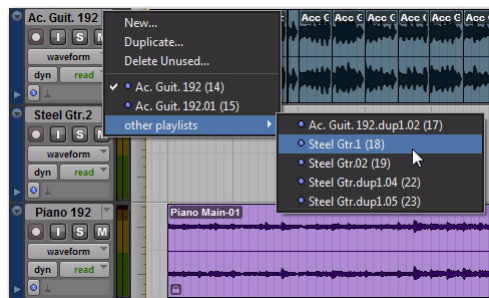 Ac. Guit. 192
I S M
waveform
dyn read
New...
Duplicate...
Delete Unused...
Ac. Guit. 192 (14)
Ac. Guit. 192.01 (15)
other playlists
Ac. Guit. 192.dup1.02 (17)
Steel Gtr.1 (18)
Steel Gtr.02 (19)
Steel Gtr.dup1.04 (22)
Steel Gtr.dup1.05 (23)
Acc G Acc G Acc G Acc G Acc G Acc G Acc
Steel Gtr.2
I S M
waveform
dyn read
Piano 192
I S M
waveform
dyn read
Piano Main-01